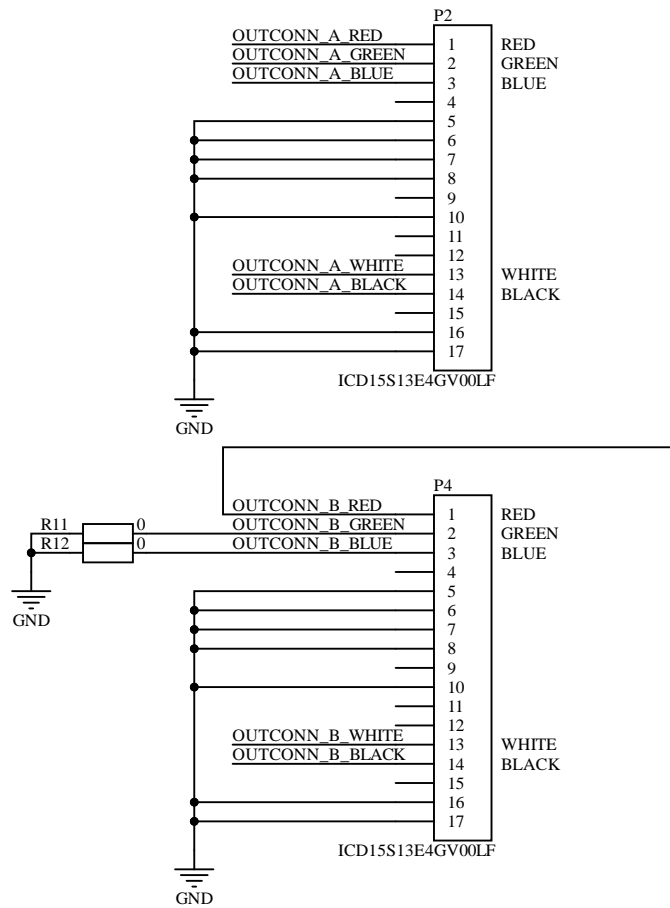 P2
OUTCONN_A_RED 1 RED
OUTCONN_A_GREEN 2 GREEN
OUTCONN_A_BLUE 3 BLUE
4
5
6
7
8
9
10
11
12
OUTCONN_A_WHITE 13 WHITE
OUTCONN_A_BLACK 14 BLACK
15
16
17
ICD15S13E4GV00LF
GND
P4
OUTCONN_B_RED 1 RED
R11 0 OUTCONN_B_GREEN 2 GREEN
R12 0 OUTCONN_B_BLUE 3 BLUE
4
5
GND
6
7
8
9
10
11
12
OUTCONN_B_WHITE 13 WHITE
OUTCONN_B_BLACK 14 BLACK
15
16
17
ICD15S13E4GV00LF
GND